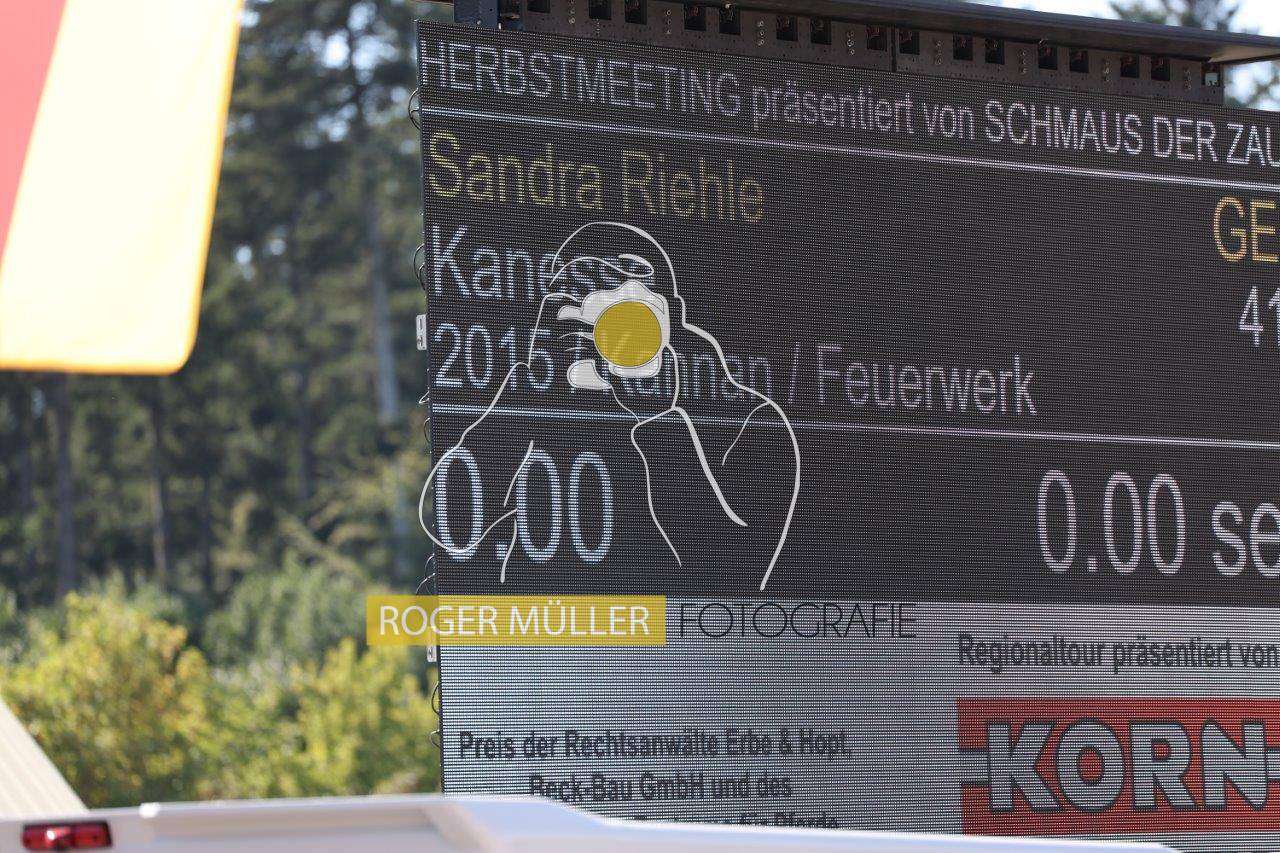 HERBSTMEETING präsentiert von SCHMAUS DER ZAU
Sandra Riehle GE
41
2015 / Kannan / Feuerwerk
0.00 0.00 se
ROGER MÜLLER FOTOGRAFIE
Regionaltour präsentiert von
KORN
Preis der Rechtsanwälte Erbe & Hopt,
Beck-Bau GmbH und des